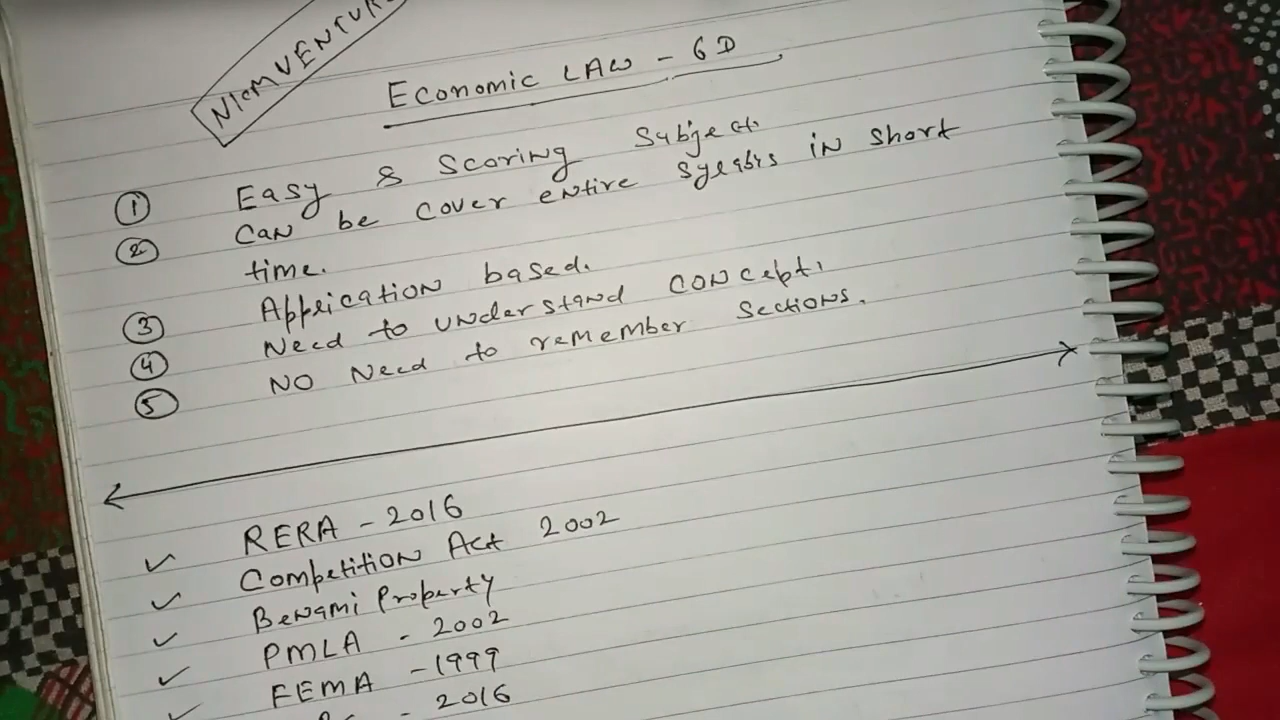 NICMVENTUR
Economic LAW - 6D
① Easy & Scoring Subject.
② Can be cover entire Syllabus in short
time.
③ Application based.
④ Need to understand concept.
⑤ NO Need to remember Sections.
✓ RERA - 2016
✓ Competition Act 2002
✓ Benami Property
✓ PMLA - 2002
✓ FEMA - 1999
- 2016